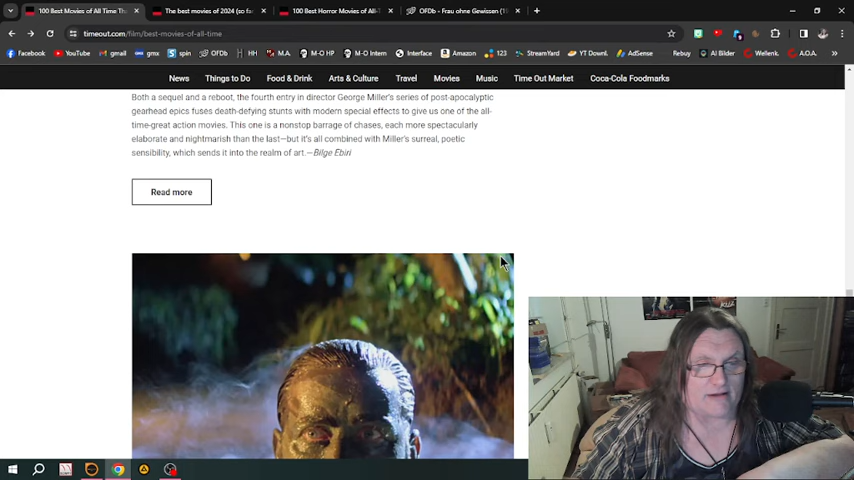 100 Best Movies of All Time Th
The best movies of 2024 (so fa
100 Best Horror Movies of All-T
OFDb - Frau ohne Gewissen (1
timeout.com/film/best-movies-of-all-time
Facebook
YouTube
gmail
gmx
spin
OFDb
HH
M.A.
M-O HP
M-O Intern
Interface
Amazon
123
StreamYard
YT Downl.
AdSense
Rebuy
AI Bilder
Wellenk.
A.O.A.
News
Things to Do
Food & Drink
Arts & Culture
Travel
Movies
Music
Time Out Market
Coca-Cola Foodmarks
Both a sequel and a reboot, the fourth entry in director George Miller's series of post-apocalyptic
gearhead epics fuses death-defying stunts with modern special effects to give us one of the all-
time-great action movies. This one is a nonstop barrage of chases, each more spectacularly
elaborate and nightmarish than the last—but it's all combined with Miller's surreal, poetic
sensibility, which sends it into the realm of art.—Bilge Ebiri
Read more